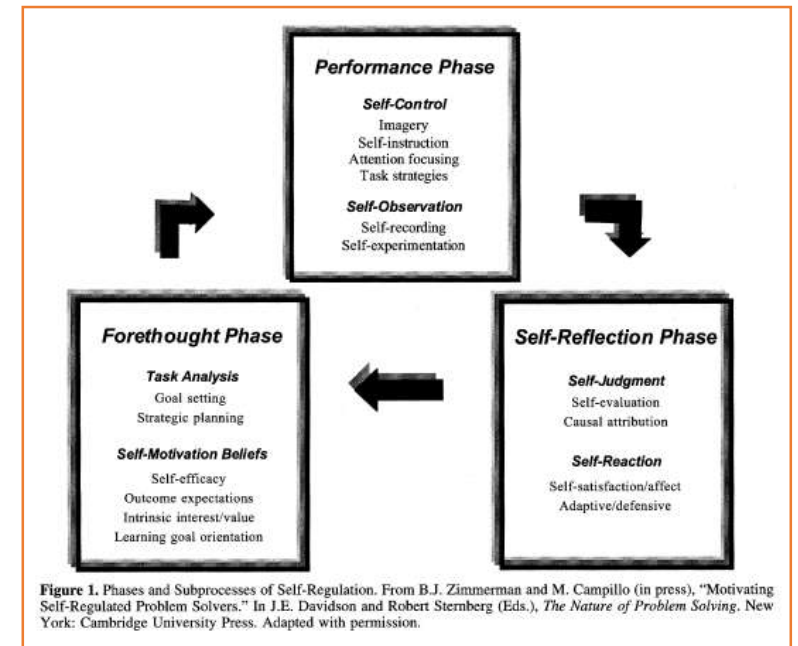 Performance Phase
Self-Control
Imagery
Self-instruction
Attention focusing
Task strategies
Self-Observation
Self-recording
Self-experimentation
Forethought Phase
Task Analysis
Goal setting
Strategic planning
Self-Motivation Beliefs
Self-efficacy
Outcome expectations
Intrinsic interest/value
Learning goal orientation
Self-Reflection Phase
Self-Judgment
Self-evaluation
Causal attribution
Self-Reaction
Self-satisfaction/affect
Adaptive/defensive
Figure 1. Phases and Subprocesses of Self-Regulation. From B.J. Zimmerman and M. Campillo (in press), “Motivating
Self-Regulated Problem Solvers.” In J.E. Davidson and Robert Sternberg (Eds.), The Nature of Problem Solving. New
York: Cambridge University Press. Adapted with permission.